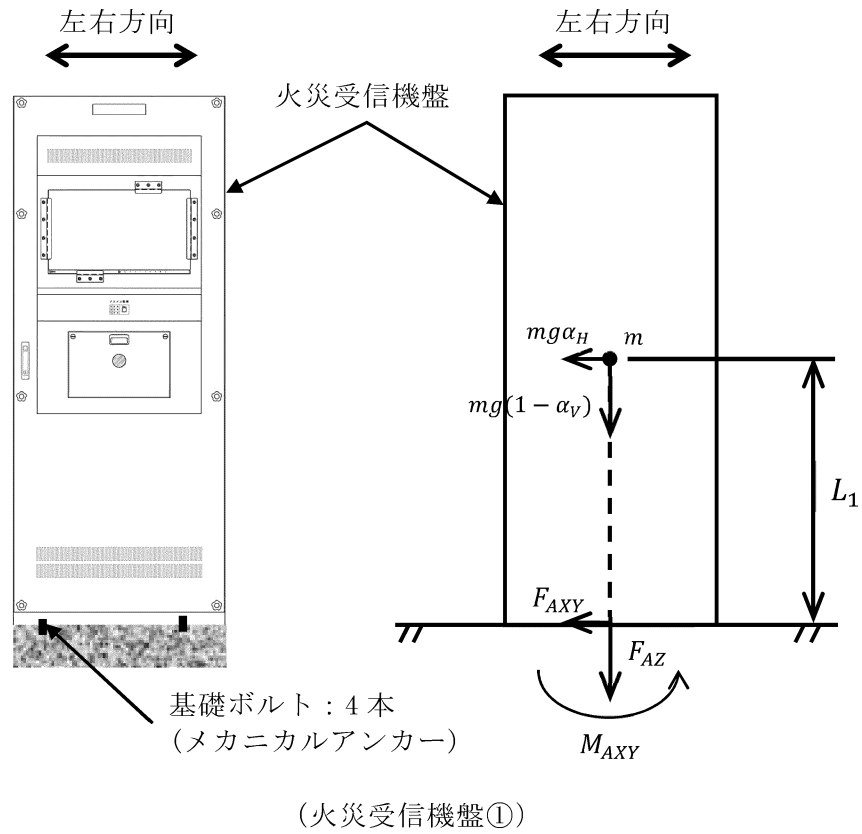 左右方向
左右方向
火災受信機盤
mgα_H
m
mg(1−α_V)
L_1
F_AXY
F_AZ
基礎ボルト：4本
（メカニカルアンカー）
M_AXY
（火災受信機盤①）